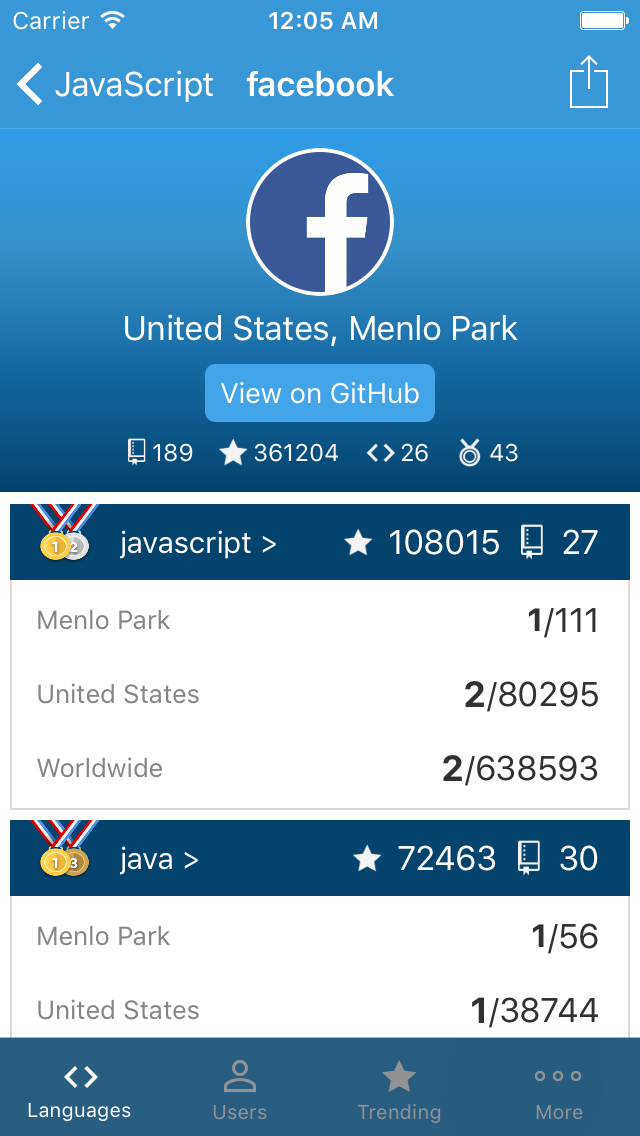 Carrier 12:05 AM
JavaScript facebook
f
United States, Menlo Park
View on GitHub
189 361204 26 43
1 2 javascript > 108015 27
Menlo Park 1/111
United States 2/80295
Worldwide 2/638593
1 3 java > 72463 30
Menlo Park 1/56
United States 1/38744
Languages Users Trending More